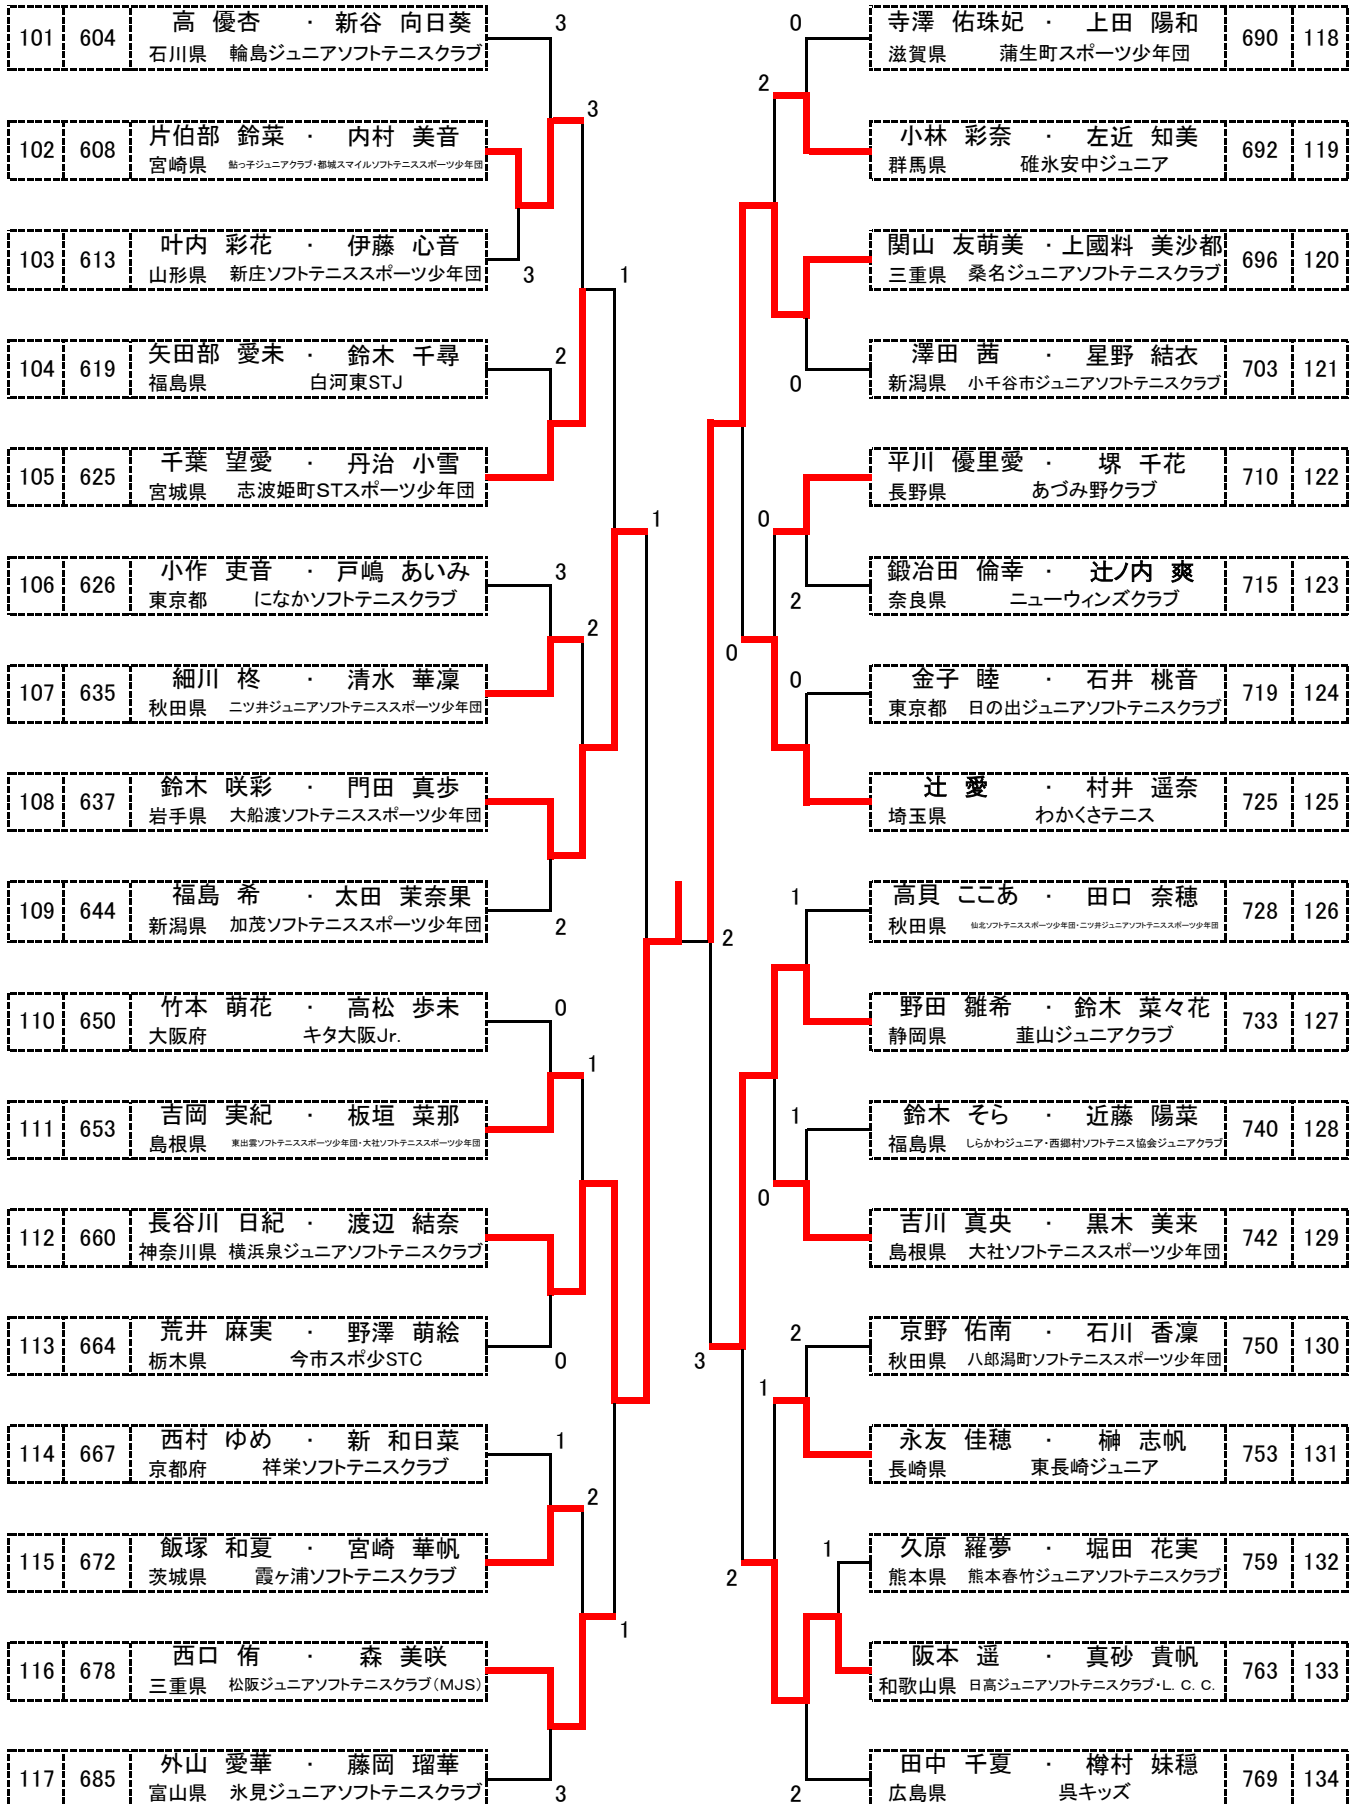 101 604 高 優杏 ・ 新谷 向日葵
石川県 輪島ジュニアソフトテニスクラブ
3
3
102 608 片伯部 鈴菜 ・ 内村 美音
宮崎県 鮎っ子ジュニアクラブ・都城スマイルソフトテニススポーツ少年団
103 613 叶内 彩花 ・ 伊藤 心音
山形県 新庄ソフトテニススポーツ少年団
3
1
104 619 矢田部 愛未 ・ 鈴木 千尋
福島県 白河東STJ
2
105 625 千葉 望愛 ・ 丹治 小雪
宮城県 志波姫町STスポーツ少年団
1
106 626 小作 吏音 ・ 戸嶋 あいみ
東京都 になかソフトテニスクラブ
3
2
107 635 細川 柊 ・ 清水 華凜
秋田県 二ツ井ジュニアソフトテニススポーツ少年団
108 637 鈴木 咲彩 ・ 門田 真歩
岩手県 大船渡ソフトテニススポーツ少年団
109 644 福島 希 ・ 太田 茉奈果
新潟県 加茂ソフトテニススポーツ少年団
2
110 650 竹本 萌花 ・ 高松 歩未
大阪府 キタ大阪Jr.
0
1
111 653 吉岡 実紀 ・ 板垣 菜那
島根県 東出雲ソフトテニススポーツ少年団・大社ソフトテニススポーツ少年団
112 660 長谷川 日紀 ・ 渡辺 結奈
神奈川県 横浜泉ジュニアソフトテニスクラブ
113 664 荒井 麻実 ・ 野澤 萌絵
栃木県 今市スポ少STC
0
114 667 西村 ゆめ ・ 新 和日菜
京都府 祥栄ソフトテニスクラブ
1
2
115 672 飯塚 和夏 ・ 宮崎 華帆
茨城県 霞ヶ浦ソフトテニスクラブ
1
116 678 西口 侑 ・ 森 美咲
三重県 松阪ジュニアソフトテニスクラブ(MJS)
117 685 外山 愛華 ・ 藤岡 瑠華
富山県 氷見ジュニアソフトテニスクラブ
3
0
寺澤 佑珠妃 ・ 上田 陽和 690 118
滋賀県 蒲生町スポーツ少年団
2
小林 彩奈 ・ 左近 知美 692 119
群馬県 碓氷安中ジュニア
関山 友萌美 ・ 上國料 美沙都 696 120
三重県 桑名ジュニアソフトテニスクラブ
澤田 茜 ・ 星野 結衣 703 121
新潟県 小千谷市ジュニアソフトテニスクラブ
0
平川 優里愛 ・ 堺 千花 710 122
長野県 あづみ野クラブ
0
鍛冶田 倫幸 ・ 辻ノ内 爽 715 123
奈良県 ニューウィンズクラブ
2
0
0
金子 睦 ・ 石井 桃音 719 124
東京都 日の出ジュニアソフトテニスクラブ
辻 愛 ・ 村井 遥奈 725 125
埼玉県 わかくさテニス
1
高貝 ここあ ・ 田口 奈穂 728 126
秋田県 仙北ソフトテニススポーツ少年団・二ツ井ジュニアソフトテニススポーツ少年団
2
野田 雛希 ・ 鈴木 菜々花 733 127
静岡県 韮山ジュニアクラブ
1
鈴木 そら ・ 近藤 陽菜 740 128
福島県 しらかわジュニア・西郷村ソフトテニス協会ジュニアクラブ
0
吉川 真央 ・ 黒木 美来 742 129
島根県 大社ソフトテニススポーツ少年団
2
京野 佑南 ・ 石川 香凜 750 130
秋田県 八郎潟町ソフトテニススポーツ少年団
3
1
永友 佳穂 ・ 榊 志帆 753 131
長崎県 東長崎ジュニア
1
久原 羅夢 ・ 堀田 花実 759 132
熊本県 熊本春竹ジュニアソフトテニスクラブ
2
阪本 遥 ・ 真砂 貴帆 763 133
和歌山県 日高ジュニアソフトテニスクラブ・L. C. C.
田中 千夏 ・ 樽村 妹穏 769 134
広島県 呉キッズ
2